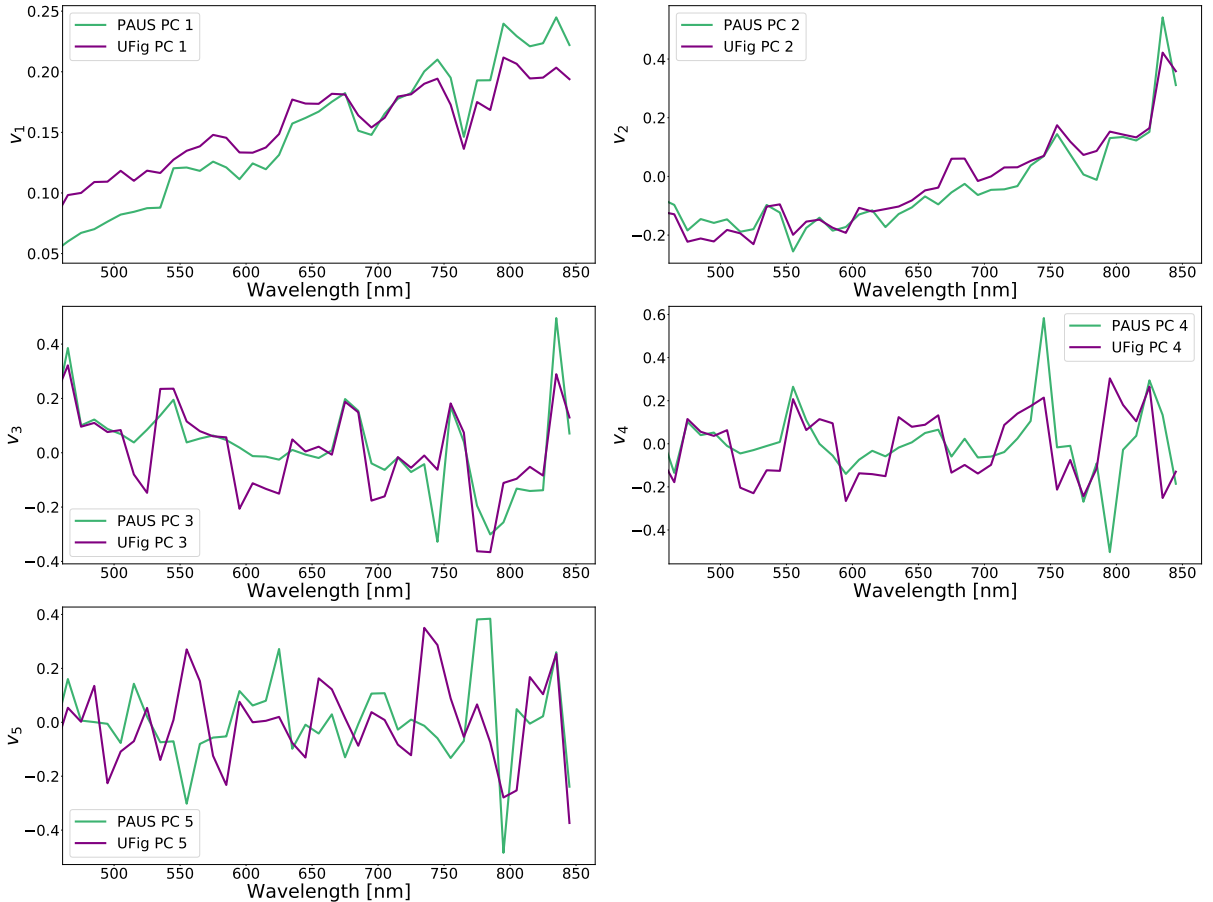 0.25
0.20
0.15
0.10
0.05
v1
PAUS PC 1
UFig PC 1
500 550 600 650 700 750 800 850
Wavelength [nm]
0.4
0.2
0.0
−0.2
v2
PAUS PC 2
UFig PC 2
500 550 600 650 700 750 800 850
Wavelength [nm]
0.4
0.2
0.0
−0.2
−0.4
v3
PAUS PC 3
UFig PC 3
500 550 600 650 700 750 800 850
Wavelength [nm]
0.6
0.4
0.2
0.0
−0.2
−0.4
v4
PAUS PC 4
UFig PC 4
500 550 600 650 700 750 800 850
Wavelength [nm]
0.4
0.2
0.0
−0.2
−0.4
v5
PAUS PC 5
UFig PC 5
500 550 600 650 700 750 800 850
Wavelength [nm]